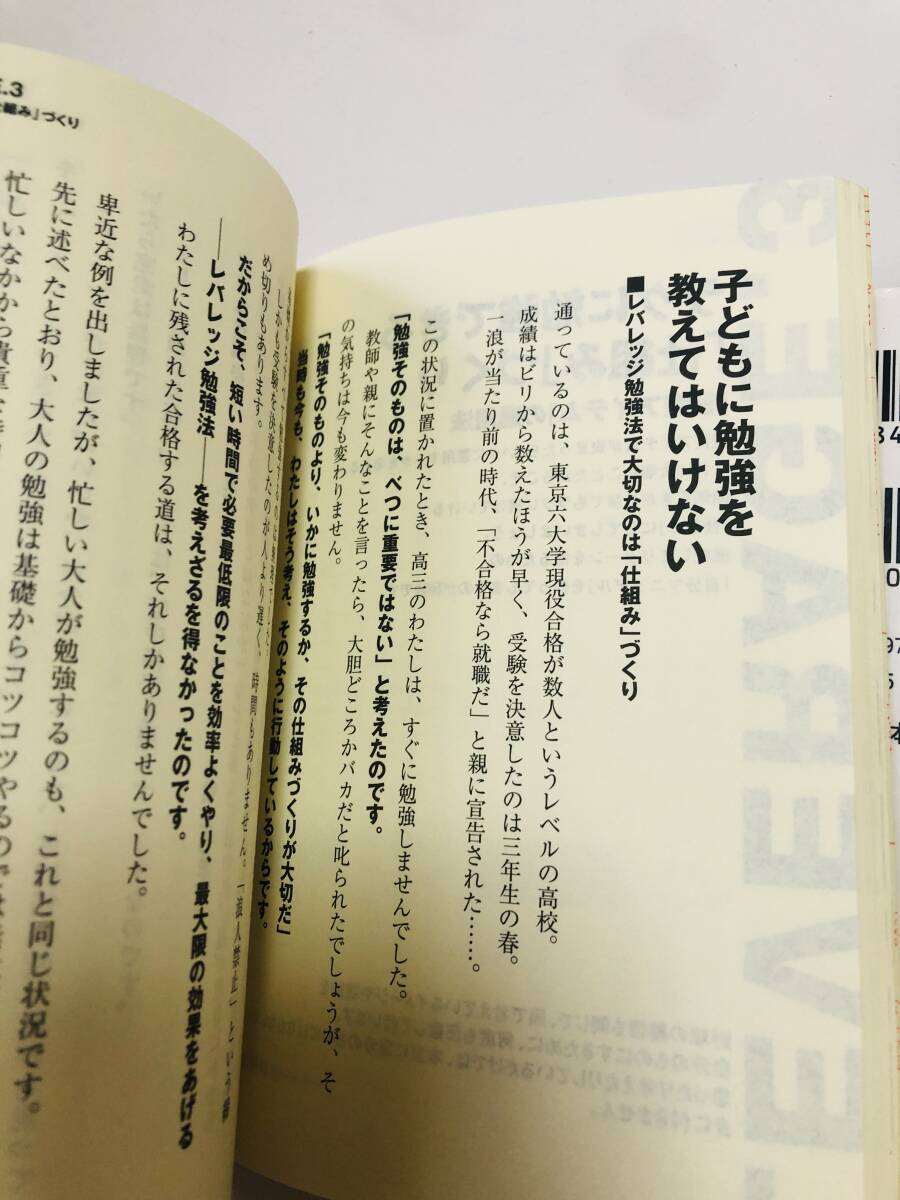 子どもに勉強を
教えてはいけない
■レバレッジ勉強法で大切なのは「仕組み」づくり
通っているのは、東京六大学現役合格が数人というレベルの高校。
成績はビリから数えたほうが早く、受験を決意したのは三年生の春。
一浪が当たり前の時代、「不合格なら就職だ」と親に宣告された……。
この状況に置かれたとき、高三のわたしは、すぐに勉強しませんでした。
「勉強そのものは、べつに重要ではない」と考えたのです。
教師や親にそんなことを言ったら、大胆どころかバカだと叱られたでしょうが、そ
の気持ちは今も変わりません。
「勉強そのものより、いかに勉強するか、その仕組みづくりが大切だ」
当時も今も、わたしはそう考え、そのように行動しているからです。
.3
組み」づくり
しかも受験を決意したのが人より遅く、時間もありません。「一浪人禁止」という
め切りもあります。
だからこそ、短い時間で必要最低限のことを効率よくやり、最大限の効果をあげる
──レバレッジ勉強法──を考えざるを得なかったのです。
わたしに残された合格する道は、それしかありませんでした。
卑近な例を出しましたが、忙しい大人が勉強するのも、これと同じ状況です。
先に述べたとおり、大人の勉強は基礎からコツコツやるのでは
忙しいなかから貴重な
0
97
5
本